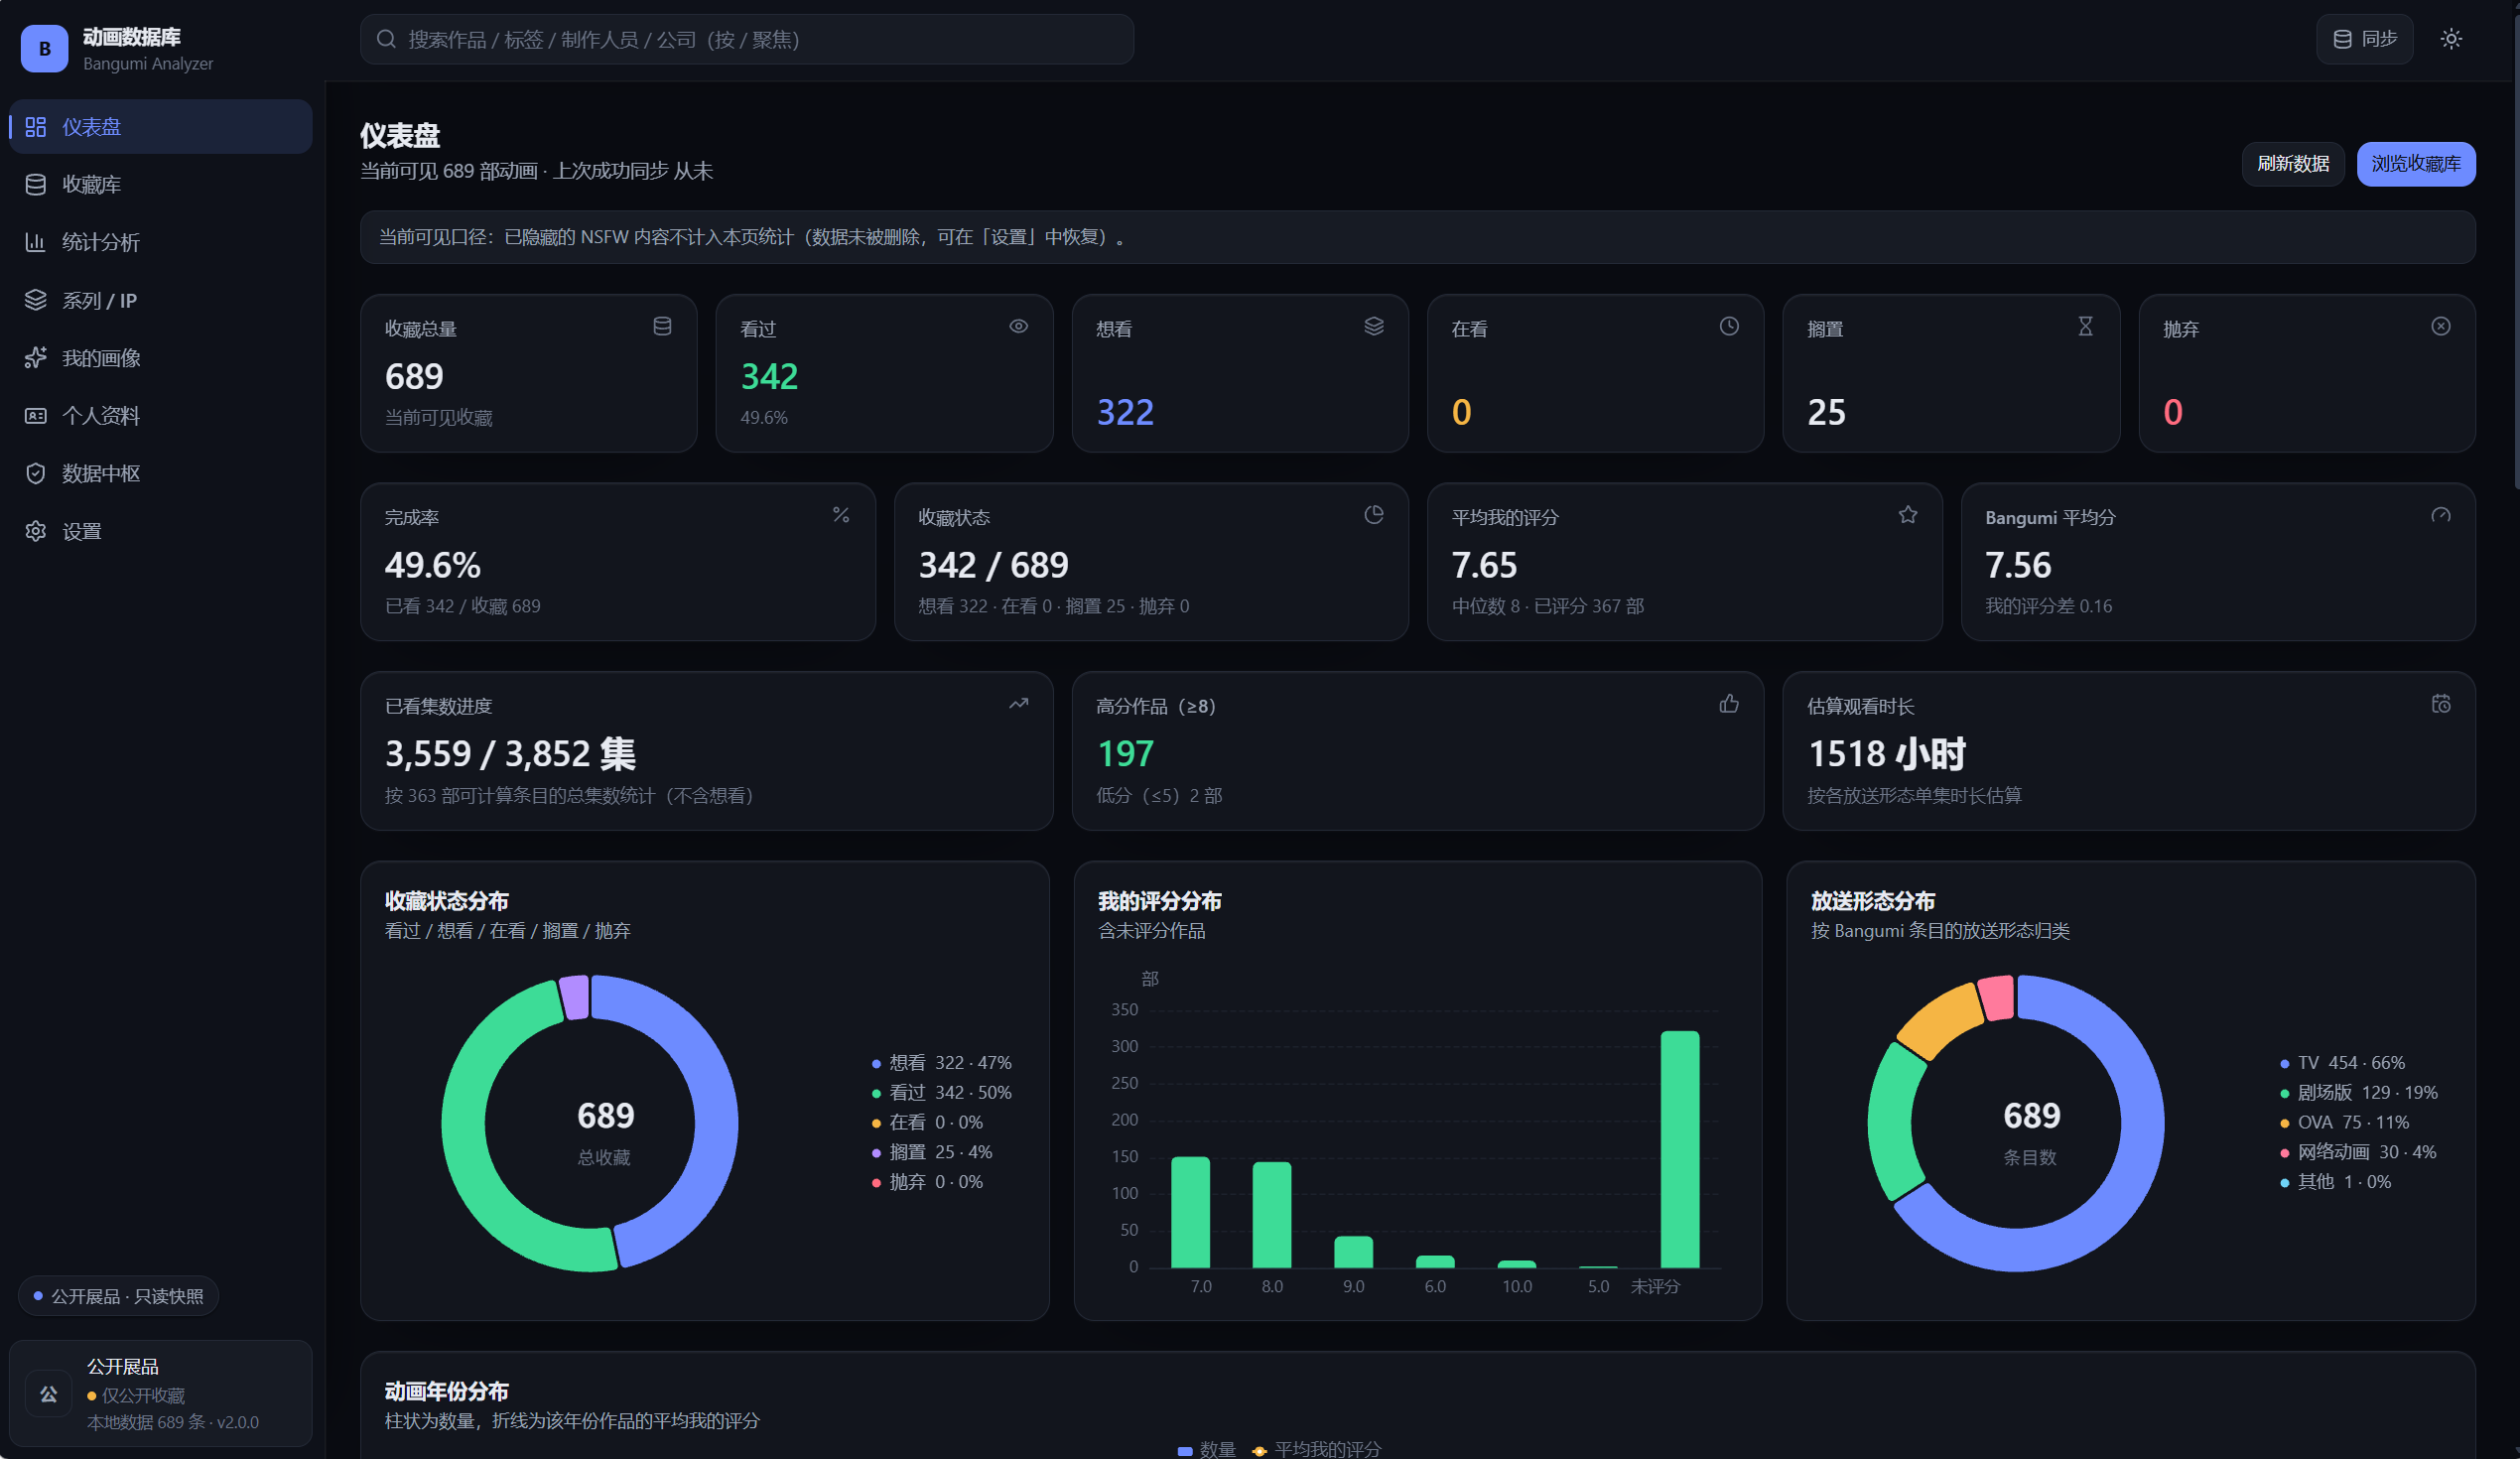 B
动画数据库
Bangumi Analyzer
搜索作品 / 标签 / 制作人员 / 公司（按 / 聚焦）
同步
仪表盘
收藏库
统计分析
系列 / IP
我的画像
个人资料
数据中枢
设置
公开展品 · 只读快照
公
公开展品
仅公开收藏
本地数据 689 条 · v2.0.0
仪表盘
当前可见 689 部动画 · 上次成功同步 从未
刷新数据
浏览收藏库
当前可见口径：已隐藏的 NSFW 内容不计入本页统计（数据未被删除，可在「设置」中恢复）。
收藏总量
689
当前可见收藏
看过
342
49.6%
想看
322
在看
0
搁置
25
抛弃
0
完成率
49.6%
已看 342 / 收藏 689
收藏状态
342 / 689
想看 322 · 在看 0 · 搁置 25 · 抛弃 0
平均我的评分
7.65
中位数 8 · 已评分 367 部
Bangumi 平均分
7.56
我的评分差 0.16
已看集数进度
3,559 / 3,852 集
按 363 部可计算条目的总集数统计（不含想看）
高分作品（≥8）
197
低分（≤5）2 部
估算观看时长
1518 小时
按各放送形态单集时长估算
收藏状态分布
看过 / 想看 / 在看 / 搁置 / 抛弃
689
总收藏
想看 322 · 47%
看过 342 · 50%
在看 0 · 0%
搁置 25 · 4%
抛弃 0 · 0%
我的评分分布
含未评分作品
部
350
300
250
200
150
100
50
0
7.0 8.0 9.0 6.0 10.0 5.0 未评分
放送形态分布
按 Bangumi 条目的放送形态归类
689
条目数
TV 454 · 66%
剧场版 129 · 19%
OVA 75 · 11%
网络动画 30 · 4%
其他 1 · 0%
动画年份分布
柱状为数量，折线为该年份作品的平均我的评分
数量 平均我的评分